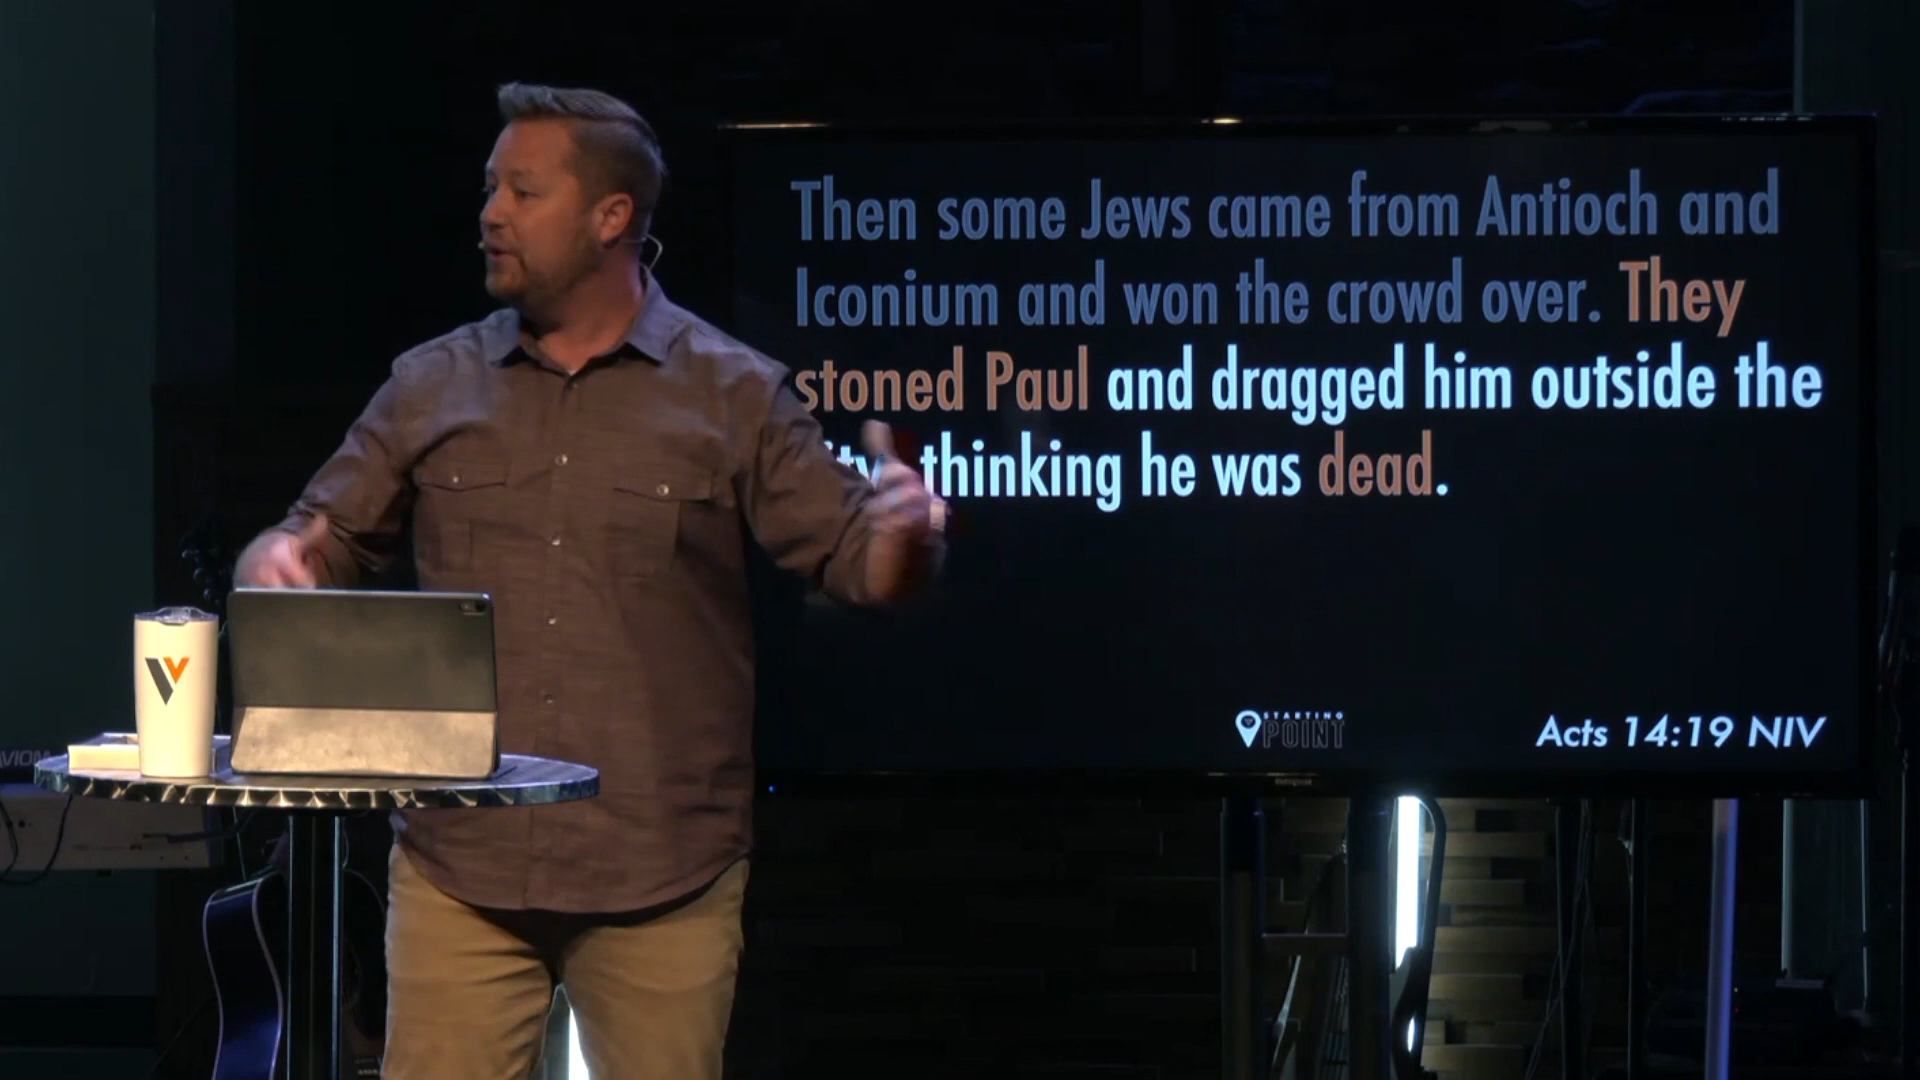 Then some Jews came from Antioch and
Iconium and won the crowd over. They
stoned Paul and dragged him outside the
thinking he was dead.
STARTING
POINT
Acts 14:19 NIV